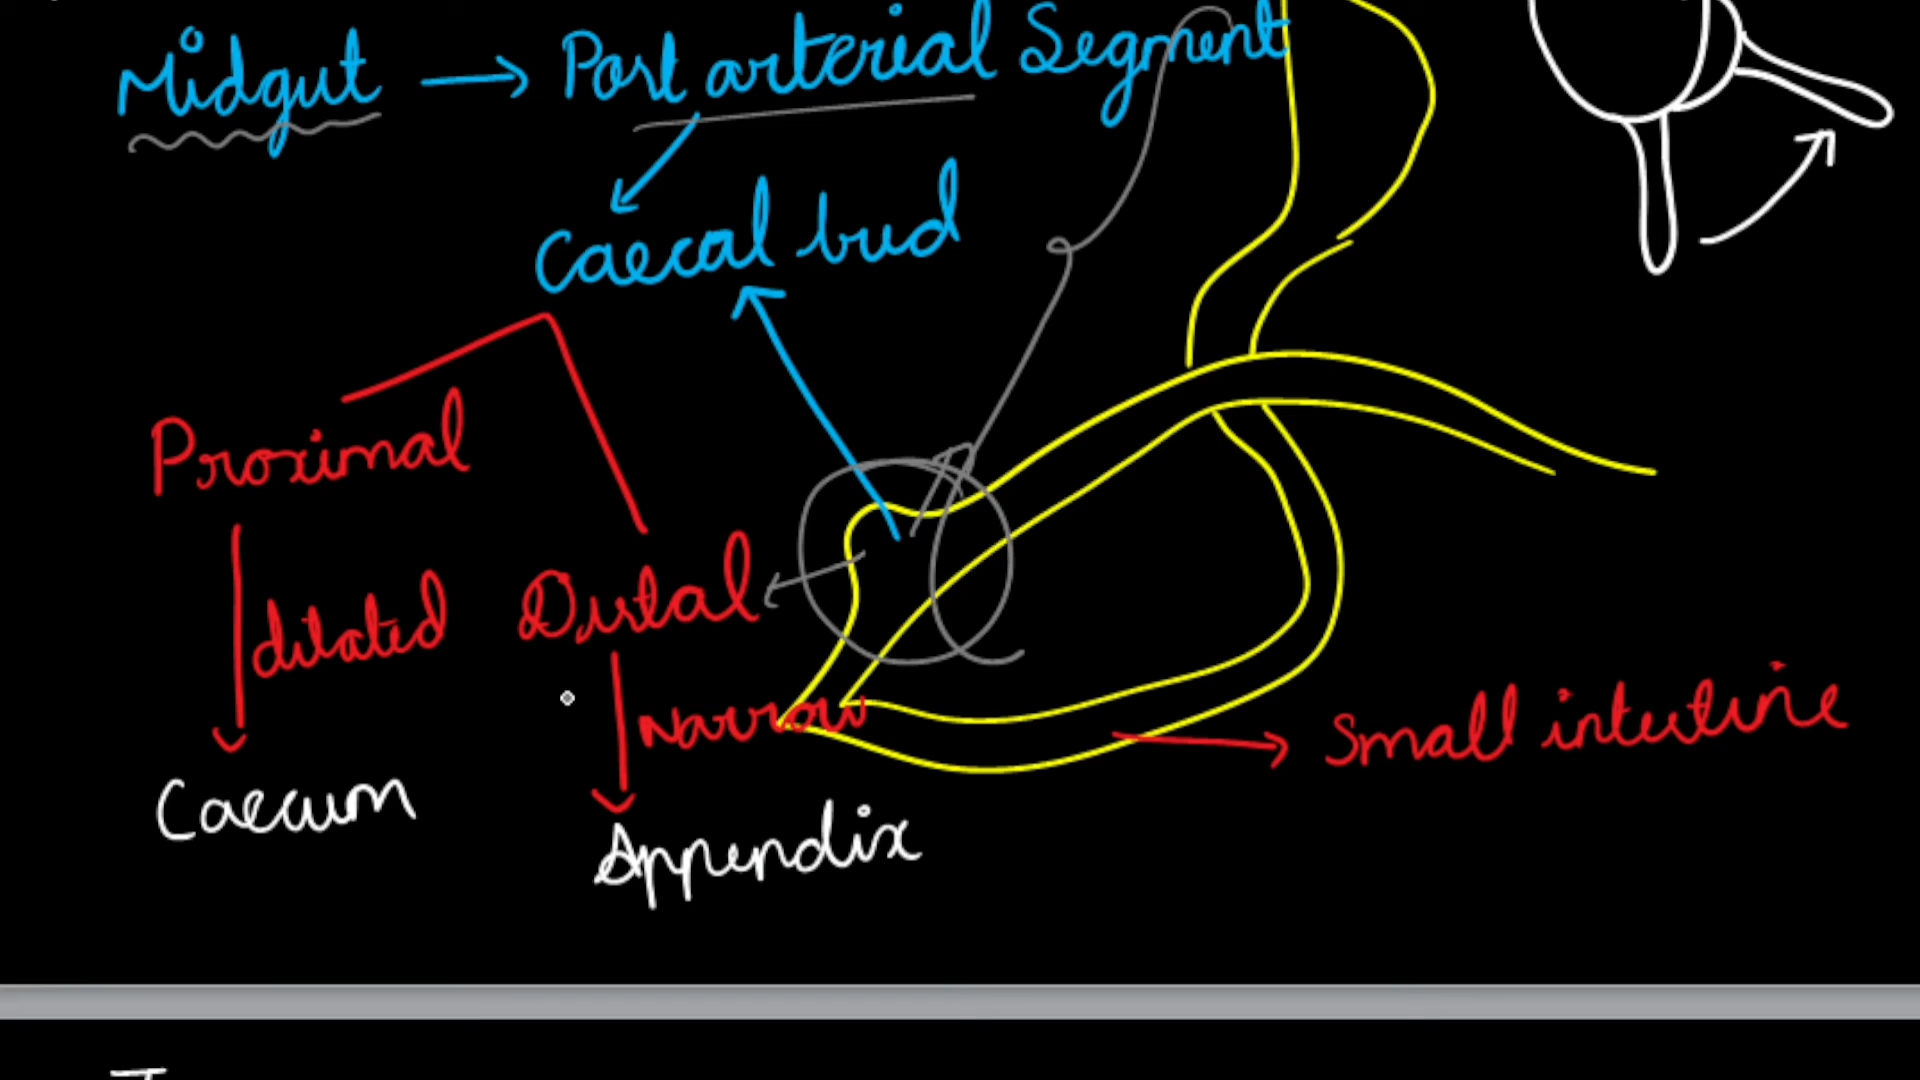 Midgut → Post arterial Segment
Caecal bud
Proximal
dilated
Distal
Narrow
Small intestine
Caecum
Appendix